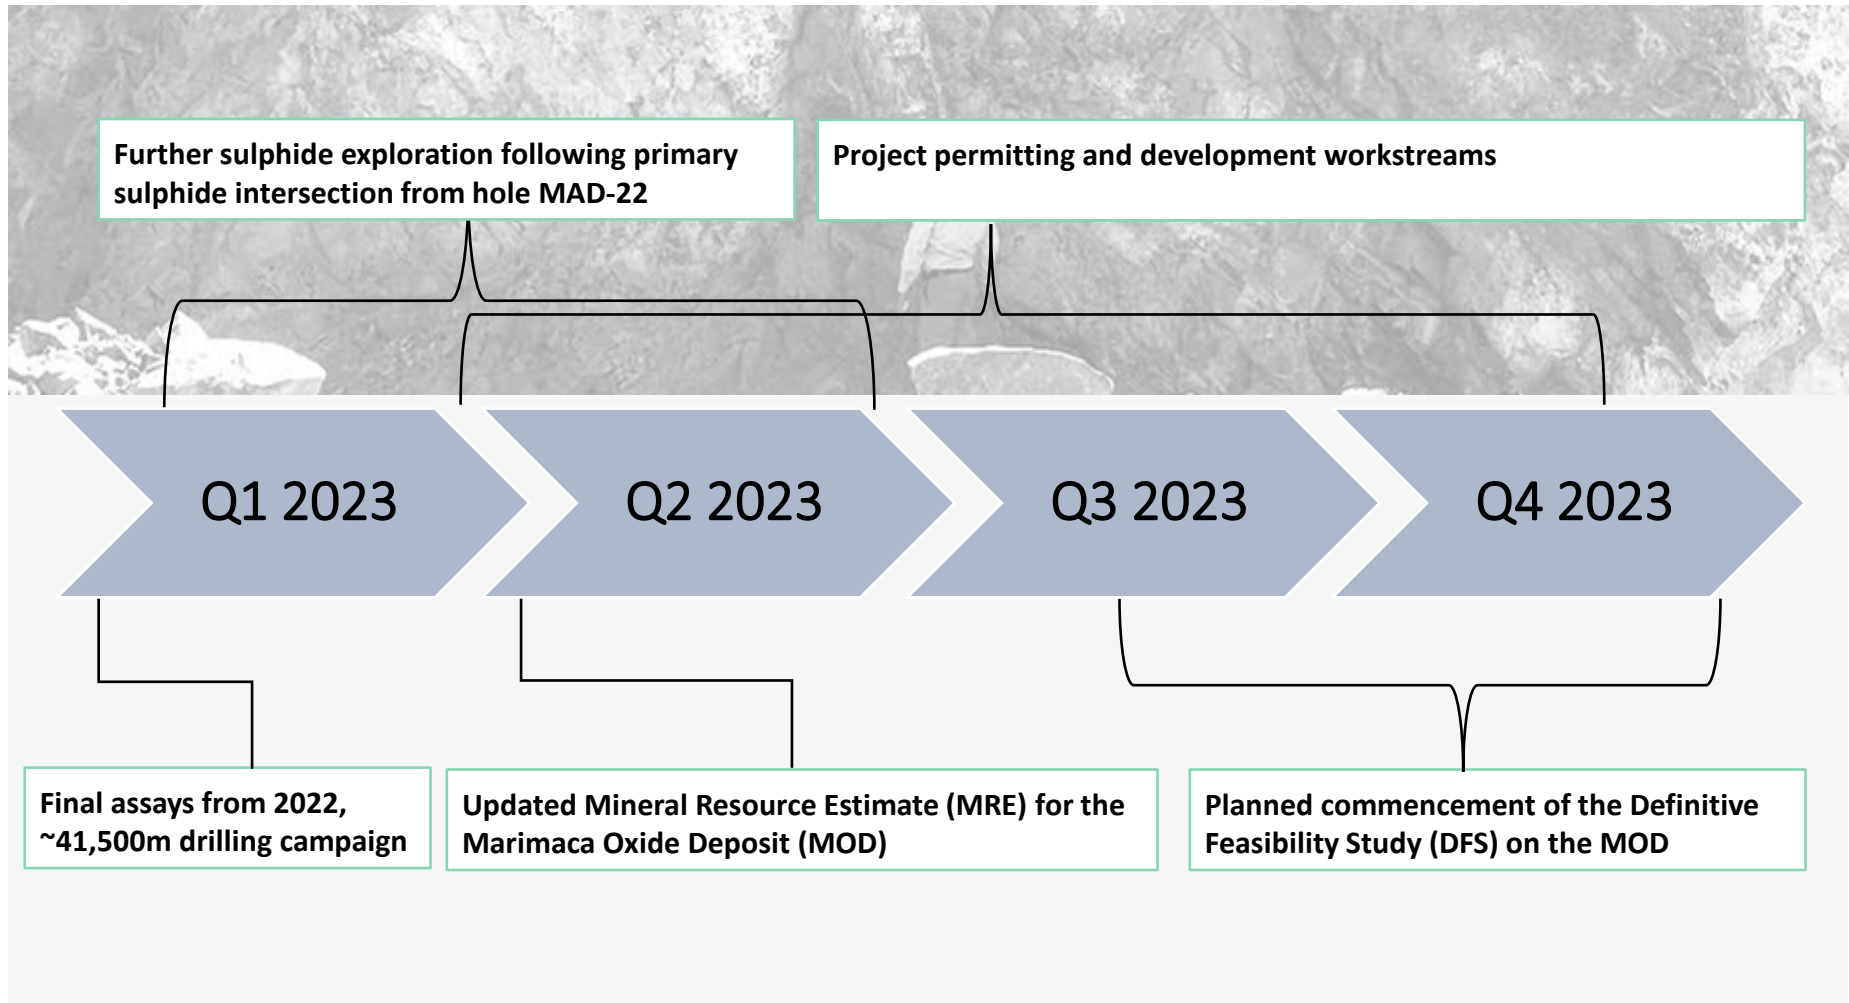 Further sulphide exploration following primary
sulphide intersection from hole MAD-22
Project permitting and development workstreams
Q1 2023
Q2 2023
Q3 2023
Q4 2023
Final assays from 2022,
~41,500m drilling campaign
Updated Mineral Resource Estimate (MRE) for the
Marimaca Oxide Deposit (MOD)
Planned commencement of the Definitive
Feasibility Study (DFS) on the MOD